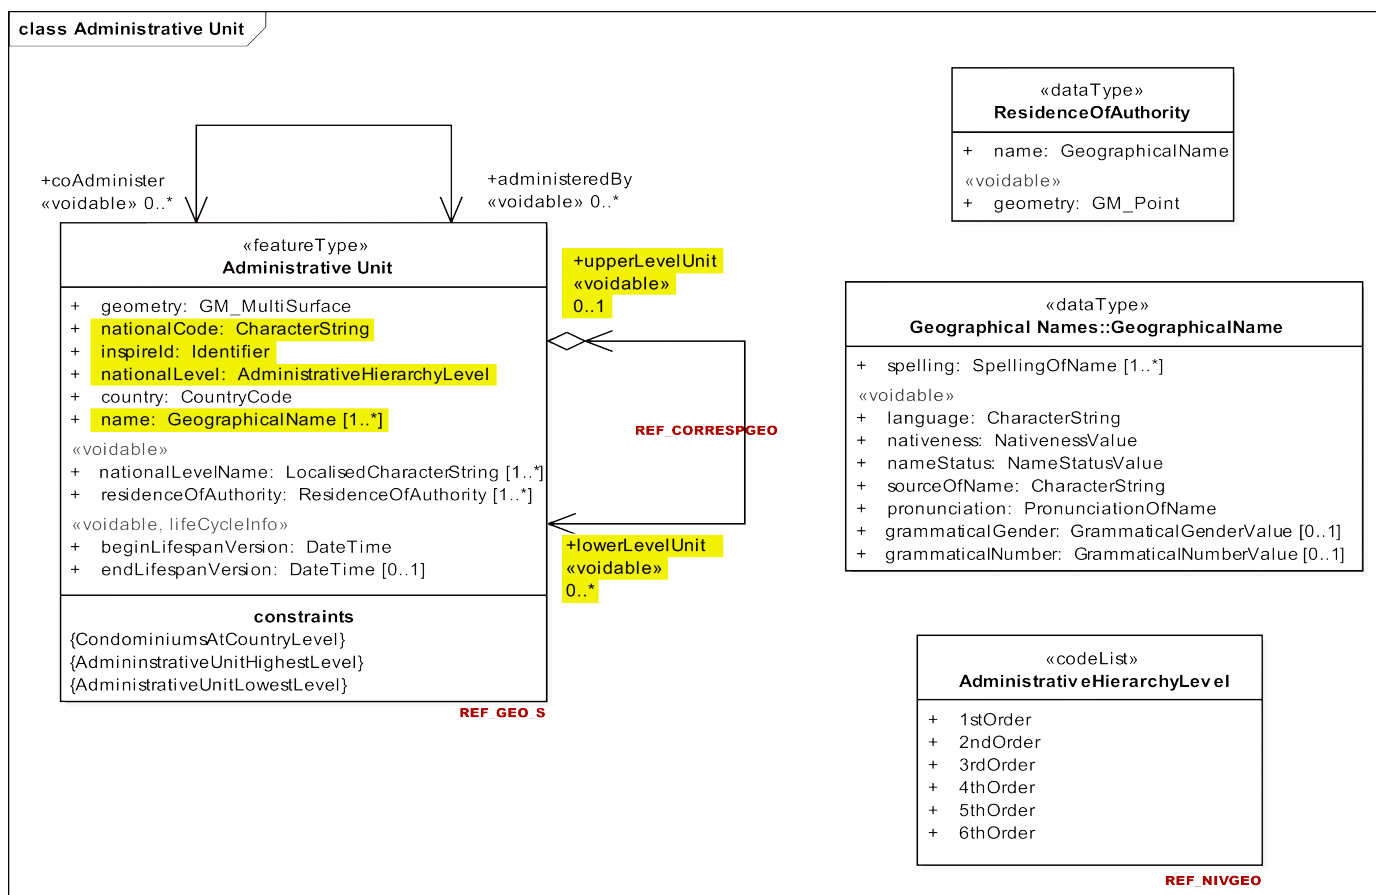 class Administrative Unit
+coAdminister
«voidable» 0..*
+administeredBy
«voidable» 0..*
«featureType»
Administrative Unit
+ geometry: GM_MultiSurface
+ nationalCode: CharacterString
+ inspireId: Identifier
+ nationalLevel: AdministrativeHierarchyLevel
+ country: CountryCode
+ name: GeographicalName [1..*]
«voidable»
+ nationalLevelName: LocalisedCharacterString [1..*]
+ residenceOfAuthority: ResidenceOfAuthority [1..*]
«voidable, lifeCycleInfo»
+ beginLifespanVersion: DateTime
+ endLifespanVersion: DateTime [0..1]
constraints
{CondominiumsAtCountryLevel}
{AdmininstrativeUnitHighestLevel}
{AdministrativeUnitLowestLevel}
REF_GEO_S
+upperLevelUnit
«voidable»
0..1
REF_CORRESPGEO
+lowerLevelUnit
«voidable»
0..*
«dataType»
ResidenceOfAuthority
+ name: GeographicalName
«voidable»
+ geometry: GM_Point
«dataType»
Geographical Names::GeographicalName
+ spelling: SpellingOfName [1..*]
«voidable»
+ language: CharacterString
+ nativeness: NativenessValue
+ nameStatus: NameStatusValue
+ sourceOfName: CharacterString
+ pronunciation: PronunciationOfName
+ grammaticalGender: GrammaticalGenderValue [0..1]
+ grammaticalNumber: GrammaticalNumberValue [0..1]
«codeList»
AdministrativeHierarchyLevel
+ 1stOrder
+ 2ndOrder
+ 3rdOrder
+ 4thOrder
+ 5thOrder
+ 6thOrder
REF_NIVGEO